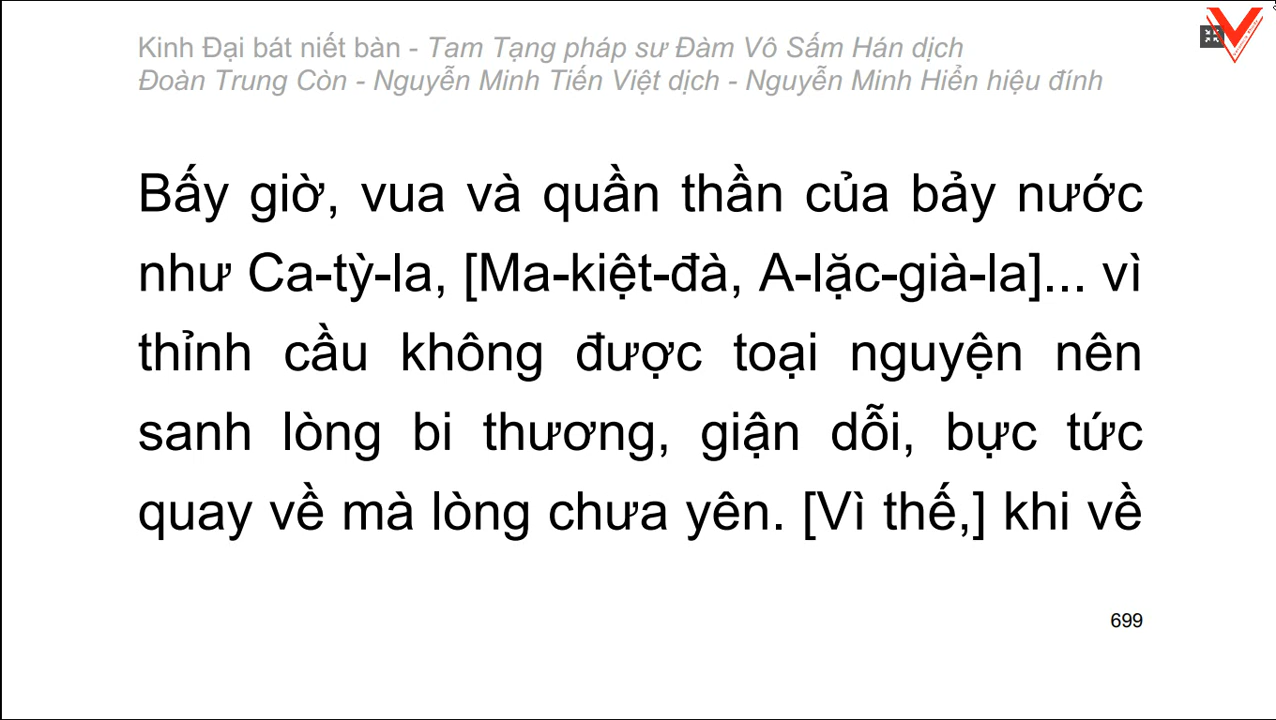 Kinh Đại bát niết bàn - Tam Tạng pháp sư Đàm Vô Sấm Hán dịch
Đoàn Trung Còn - Nguyễn Minh Tiến Việt dịch - Nguyễn Minh Hiển hiệu đính
Bấy giờ, vua và quần thần của bảy nước
như Ca-tỳ-la, [Ma-kiệt-đà, A-lặc-già-la]... vì
thỉnh cầu không được toại nguyện nên
sanh lòng bi thương, giận dỗi, bực tức
quay về mà lòng chưa yên. [Vì thế,] khi về
699